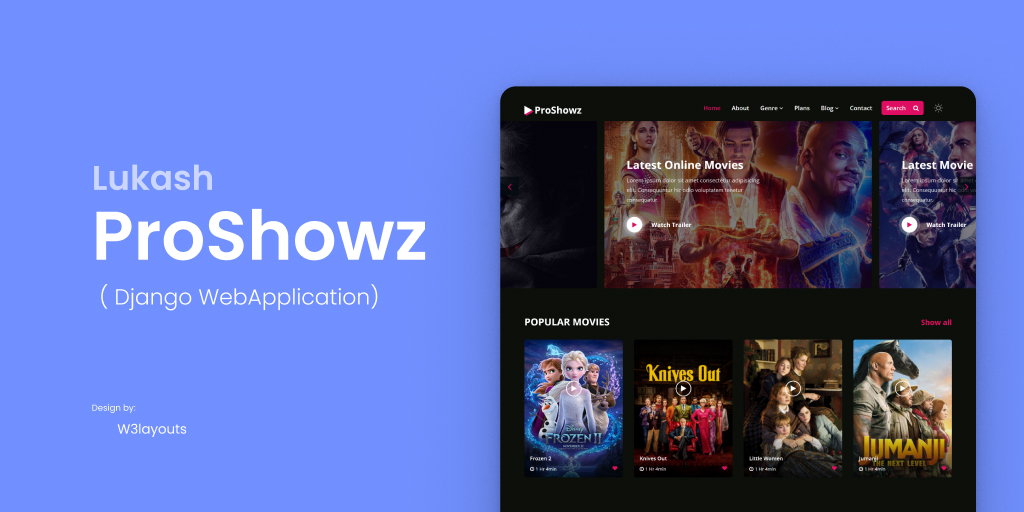 Lukash
ProShowz
( Django WebApplication)
Design by:
W3layouts
ProShowz
Home About Genre Plans Blog Contact Search
Latest Online Movies
Lorem ipsum dolor sit amet consectetur adipisicing
elit. Consequuntur hic odio voluptatem tenetur
consequatur.
Watch Trailer
Latest Movie
Lorem ipsum dolor sit
elit. Consequuntur hic
consequatur.
Watch Trailer
POPULAR MOVIES
Show all
Disney
FROZEN II
NOVEMBER 22
Frozen 2
1 Hr 4min
Knives Out
Knives Out
1 Hr 4min
Little Women
1 Hr 4min
JUMANJI
THE NEXT LEVEL
Jumanji
1 Hr 4min